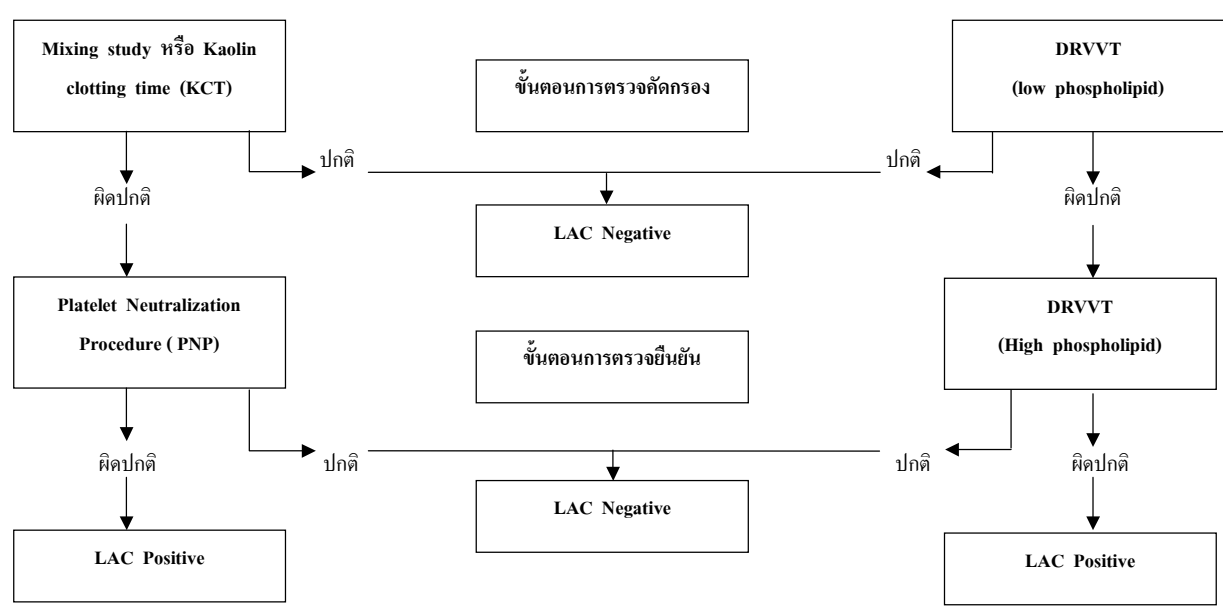 Mixing study หรือ Kaolin
clotting time (KCT)
ขั้นตอนการตรวจคัดกรอง
DRVVT
(low phospholipid)
ปกติ
ปกติ
ผิดปกติ
ผิดปกติ
LAC Negative
Platelet Neutralization
Procedure ( PNP)
ขั้นตอนการตรวจยืนยัน
DRVVT
(High phospholipid)
ผิดปกติ
ปกติ
ปกติ
ผิดปกติ
LAC Negative
LAC Positive
LAC Positive